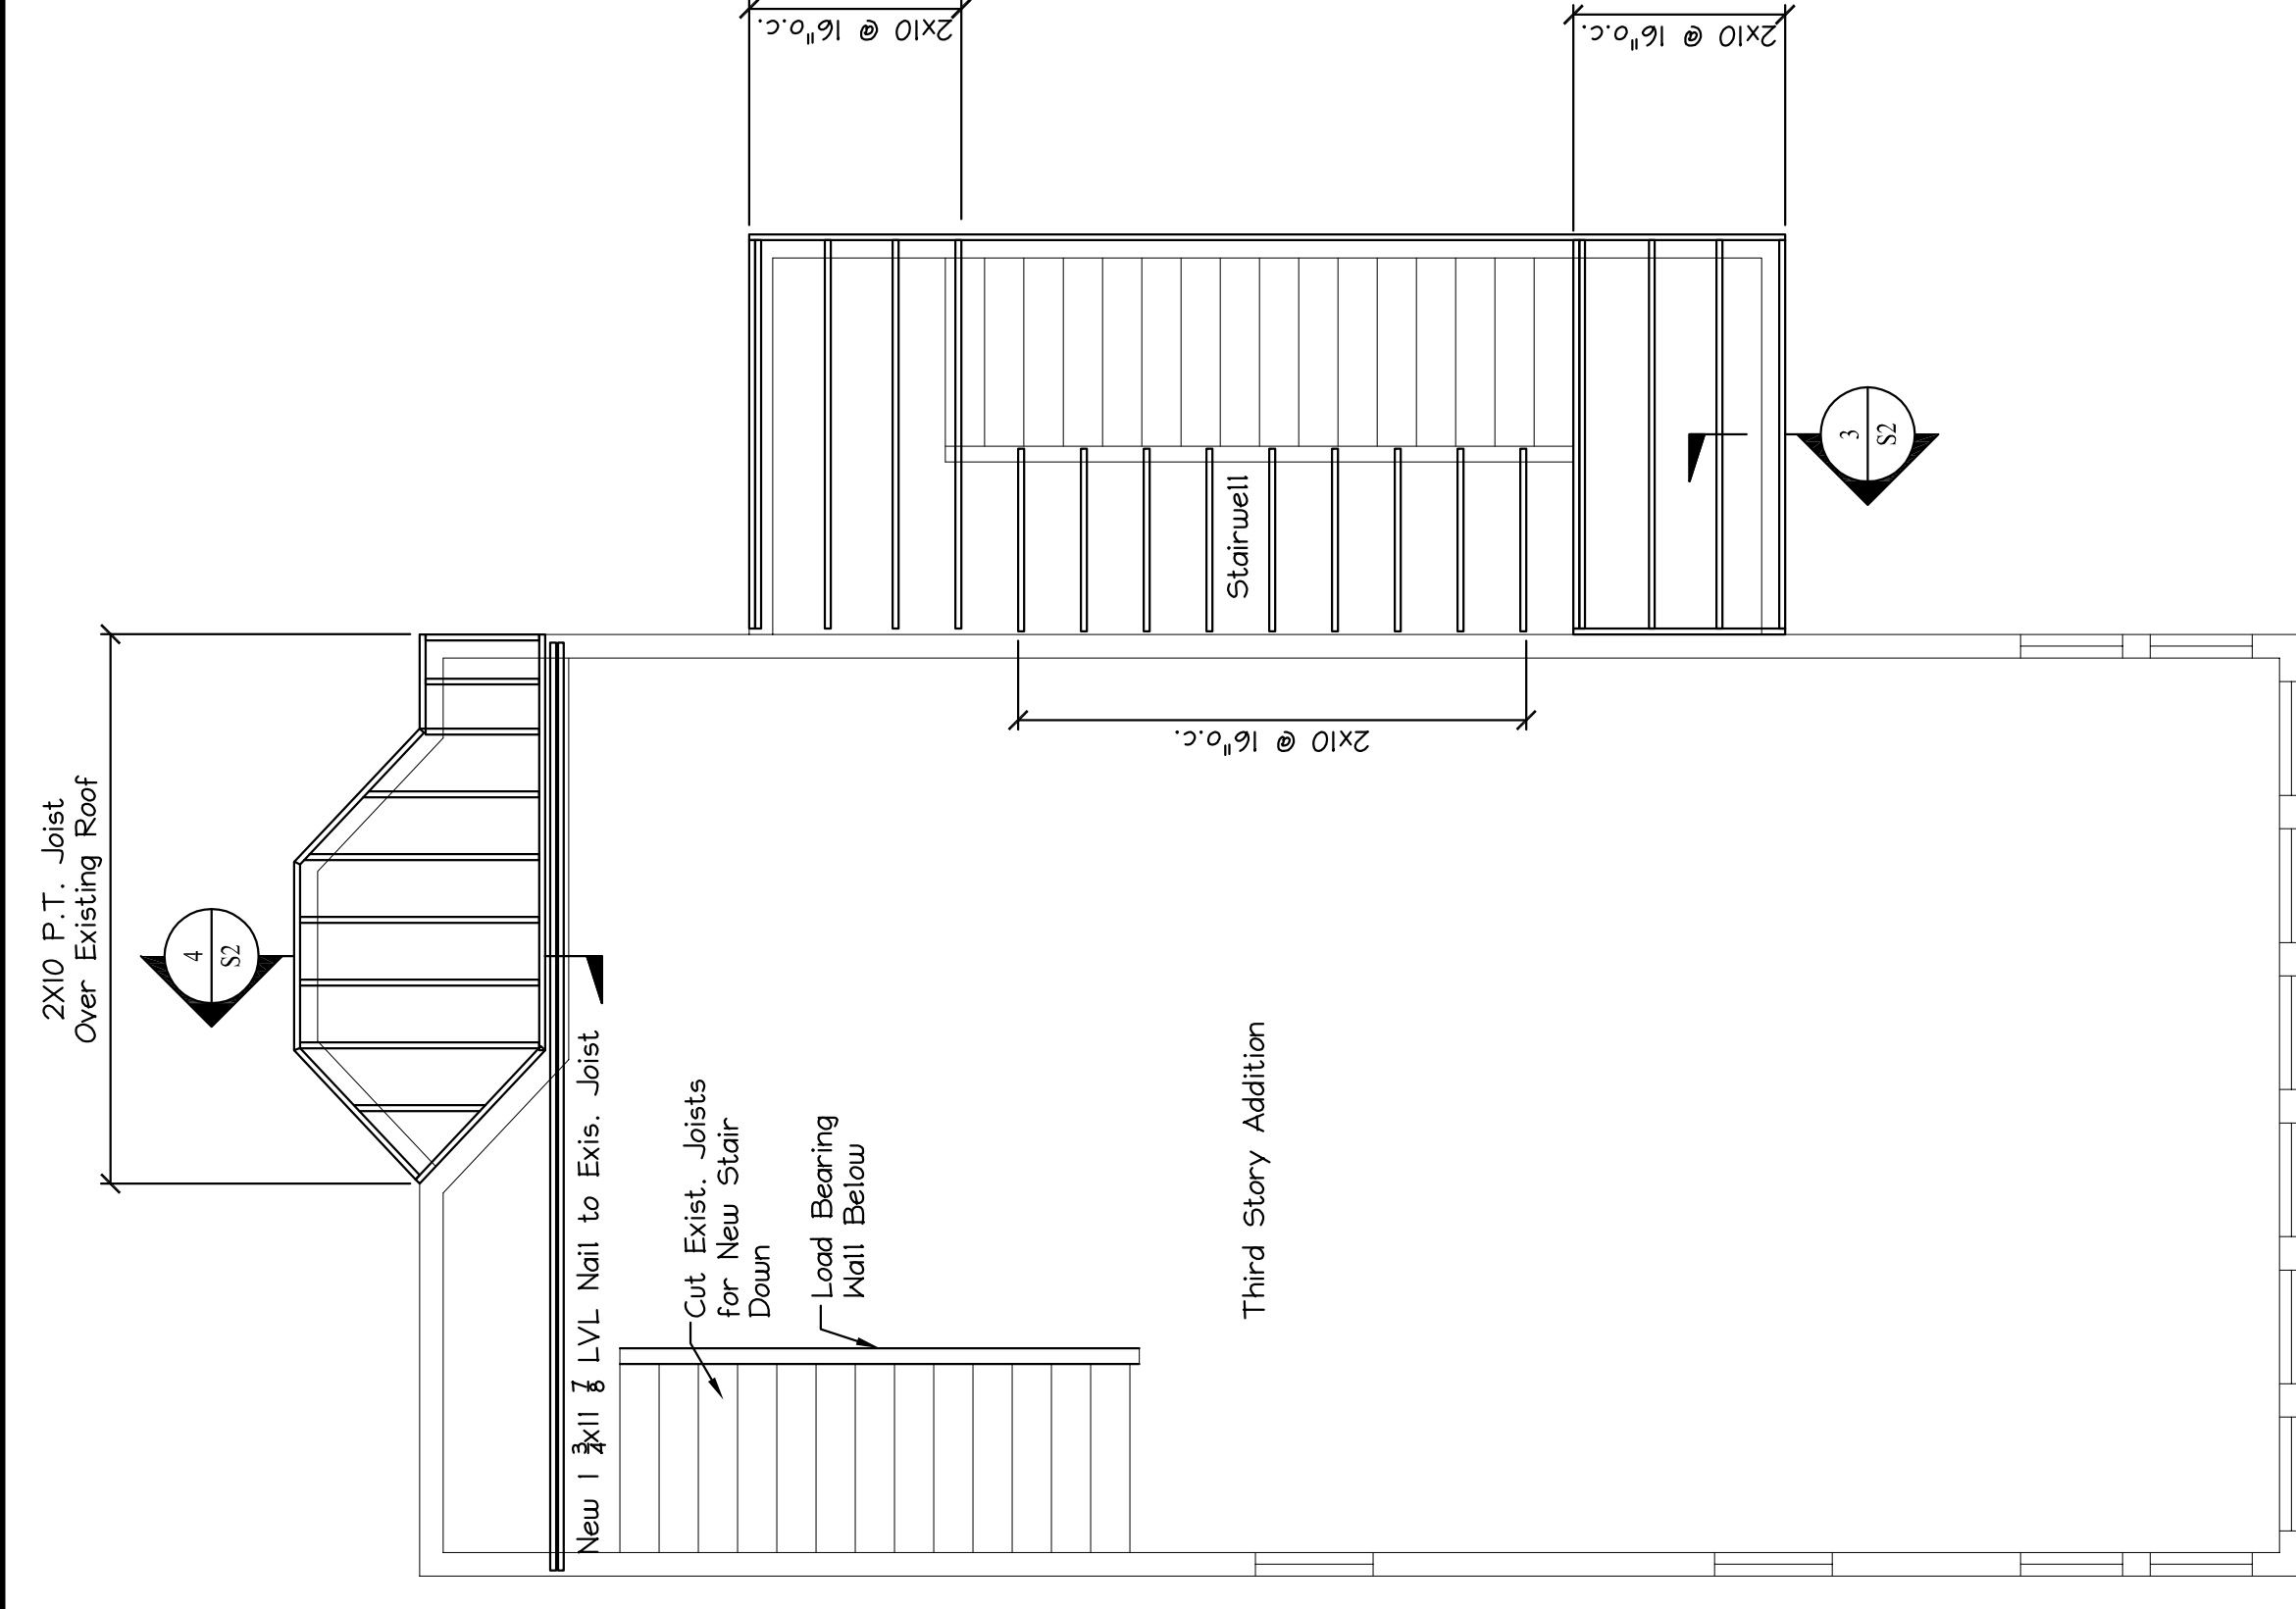 2X10 P.T. Joist
Over Existing Roof
4
S2
2x10 @ 16"o.c.
2x10 @ 16"o.c.
Stairwell
3
S2
2x10 @ 16"o.c.
New 1 3/4x11 7/8 LVL Nail to Exis. Joist
Cut Exist. Joists
for New Stair
Down
Load Bearing
Wall Below
Third Story Addition